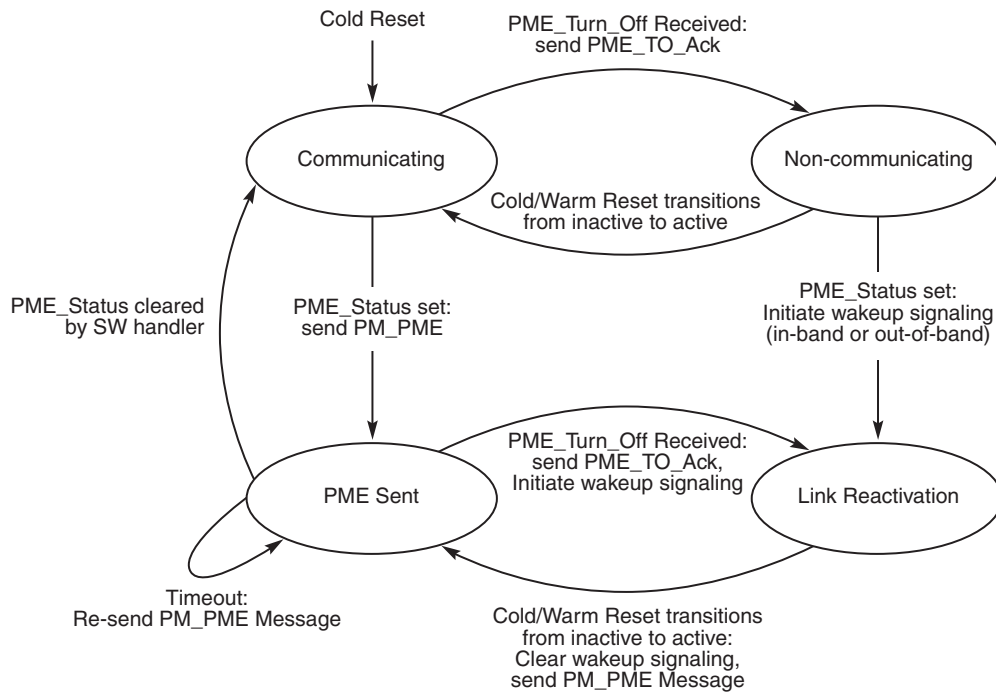 Cold Reset
PME_Turn_Off Received:
send PME_TO_Ack
Communicating
Non-communicating
Cold/Warm Reset transitions
from inactive to active
PME_Status cleared
by SW handler
PME_Status set:
send PM_PME
PME_Status set:
Initiate wakeup signaling
(in-band or out-of-band)
PME_Turn_Off Received:
send PME_TO_Ack,
Initiate wakeup signaling
PME Sent
Link Reactivation
Timeout:
Re-send PM_PME Message
Cold/Warm Reset transitions
from inactive to active:
Clear wakeup signaling,
send PM_PME Message